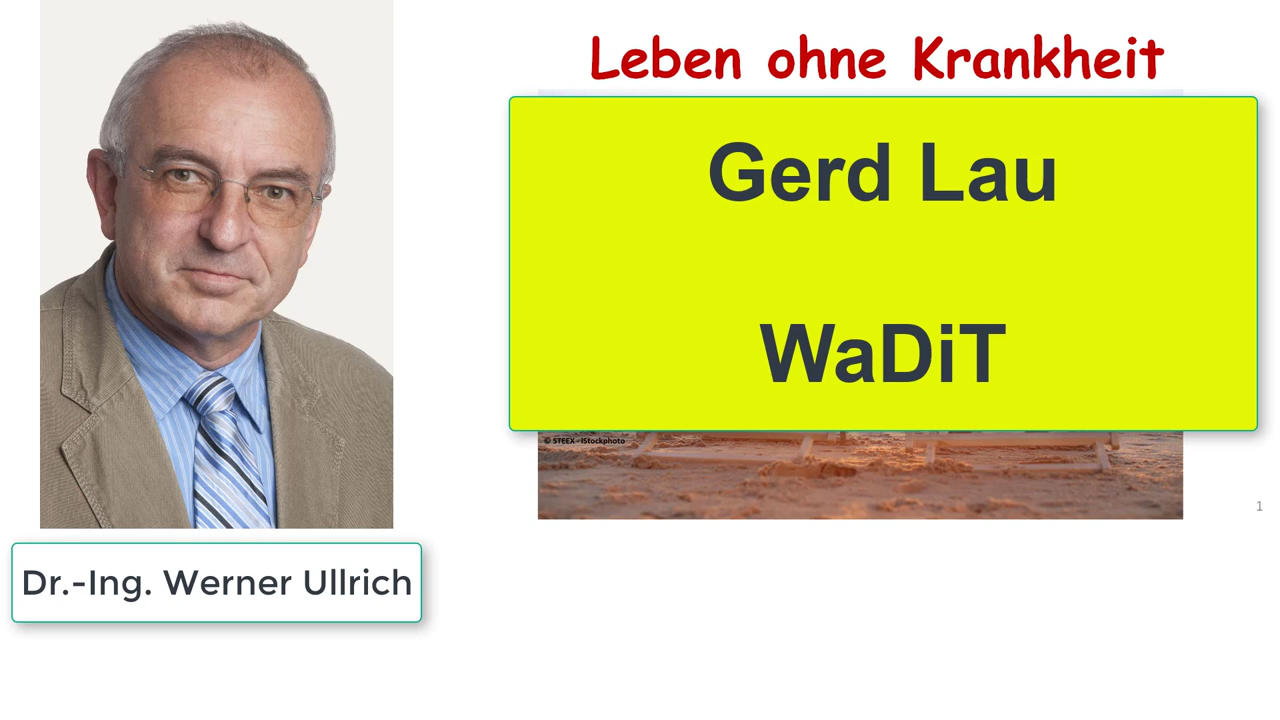 Leben ohne Krankheit
Gerd Lau
WaDiT
© STEEX - iStockphoto
1
Dr.-Ing. Werner Ullrich